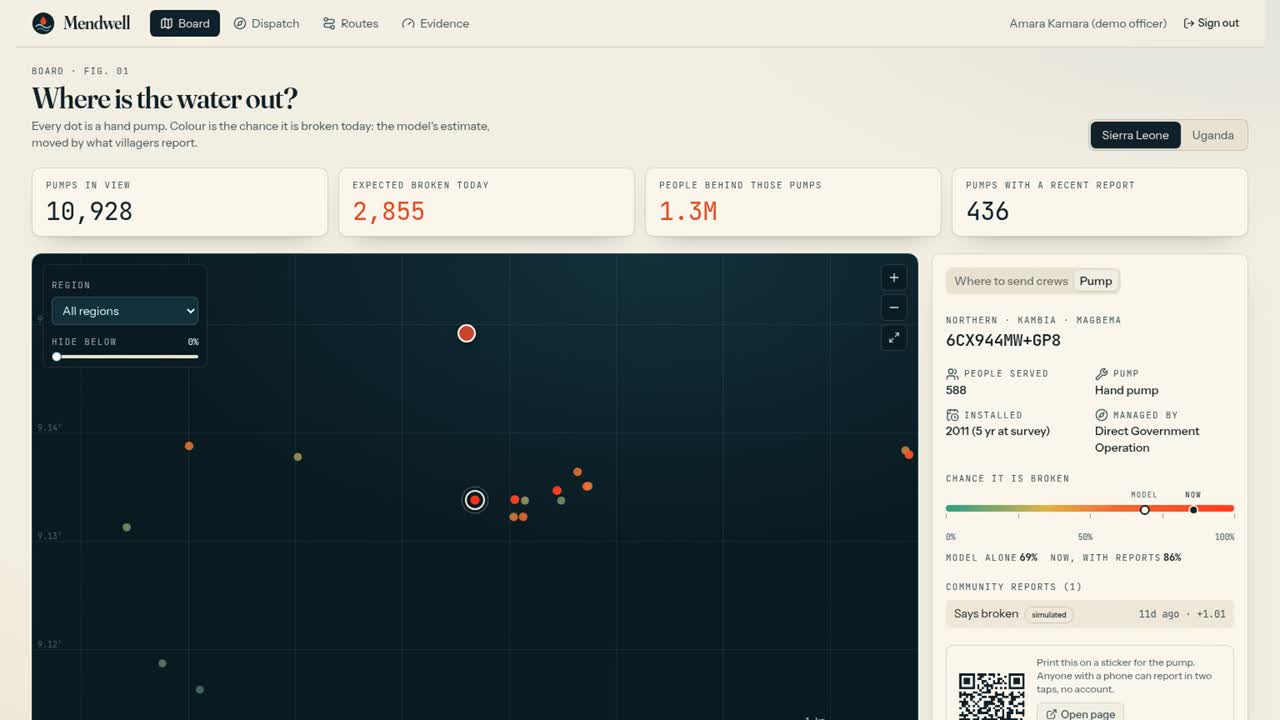 Mendwell
Board
Dispatch
Routes
Evidence
Amara Kamara (demo officer)
Sign out
BOARD · FIG. 01
Where is the water out?
Every dot is a hand pump. Colour is the chance it is broken today: the model's estimate,
moved by what villagers report.
Sierra Leone
Uganda
PUMPS IN VIEW
10,928
EXPECTED BROKEN TODAY
2,855
PEOPLE BEHIND THOSE PUMPS
1.3M
PUMPS WITH A RECENT REPORT
436
REGION
All regions
HIDE BELOW 0%
9.14°
9.13°
9.12°
Where to send crews
Pump
NORTHERN · KAMBIA · MAGBEMA
6CX944MW+GP8
PEOPLE SERVED
588
PUMP
Hand pump
INSTALLED
2011 (5 yr at survey)
MANAGED BY
Direct Government
Operation
CHANCE IT IS BROKEN
MODEL NOW
0% 50% 100%
MODEL ALONE 69% NOW, WITH REPORTS 86%
COMMUNITY REPORTS (1)
Says broken simulated 11d ago · +1.01
Print this on a sticker for the pump.
Anyone with a phone can report in two
taps, no account.
Open page